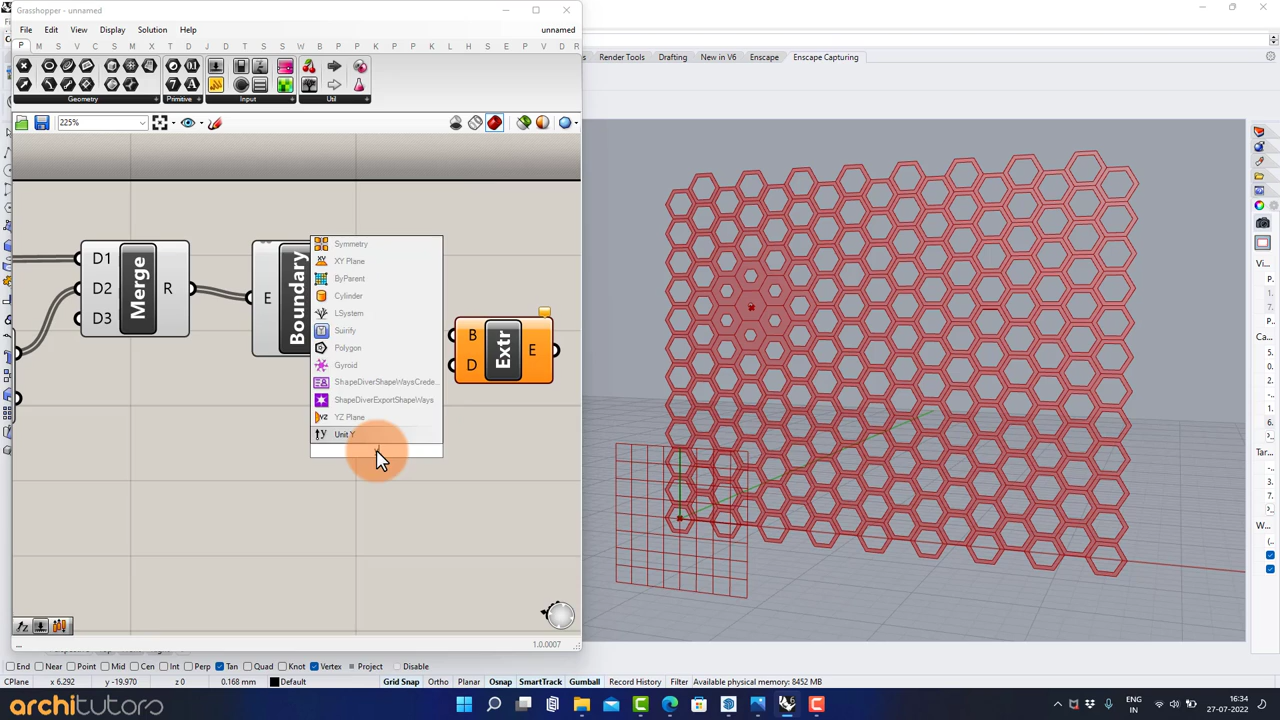 Grasshopper - unnamed
File Edit View Display Solution Help
unnamed
P M S V C M X T D J D T K S S W B P P K K L H S E P V D R
Geometry Primitive Input Util
225%
Render Tools Drafting New in V6 Enscape Enscape Capturing
D1
D2
D3
Merge
R
E
Boundary
Symmetry
XY Plane
ByParent
Cylinder
LSystem
Suirify
Polygon
Gyroid
ShapeDiverShapeWaysCrede...
ShapeDiverExportShapeWays
YZ Plane
Unit Y
y
B
D
Extr
E
...
1.0.0007
Vi...
P..
End Near Point Mid Cen Int Perp Tan Quad Knot Vertex Project Disable
CPlane x 6.292 y -19.970 z 0 0.168 mm Default Grid Snap Ortho Planar Osnap SmartTrack Gumball Record History Filter Available physical memory: 8452 MB
architutors
ENG
IN
16:34
27-07-2022